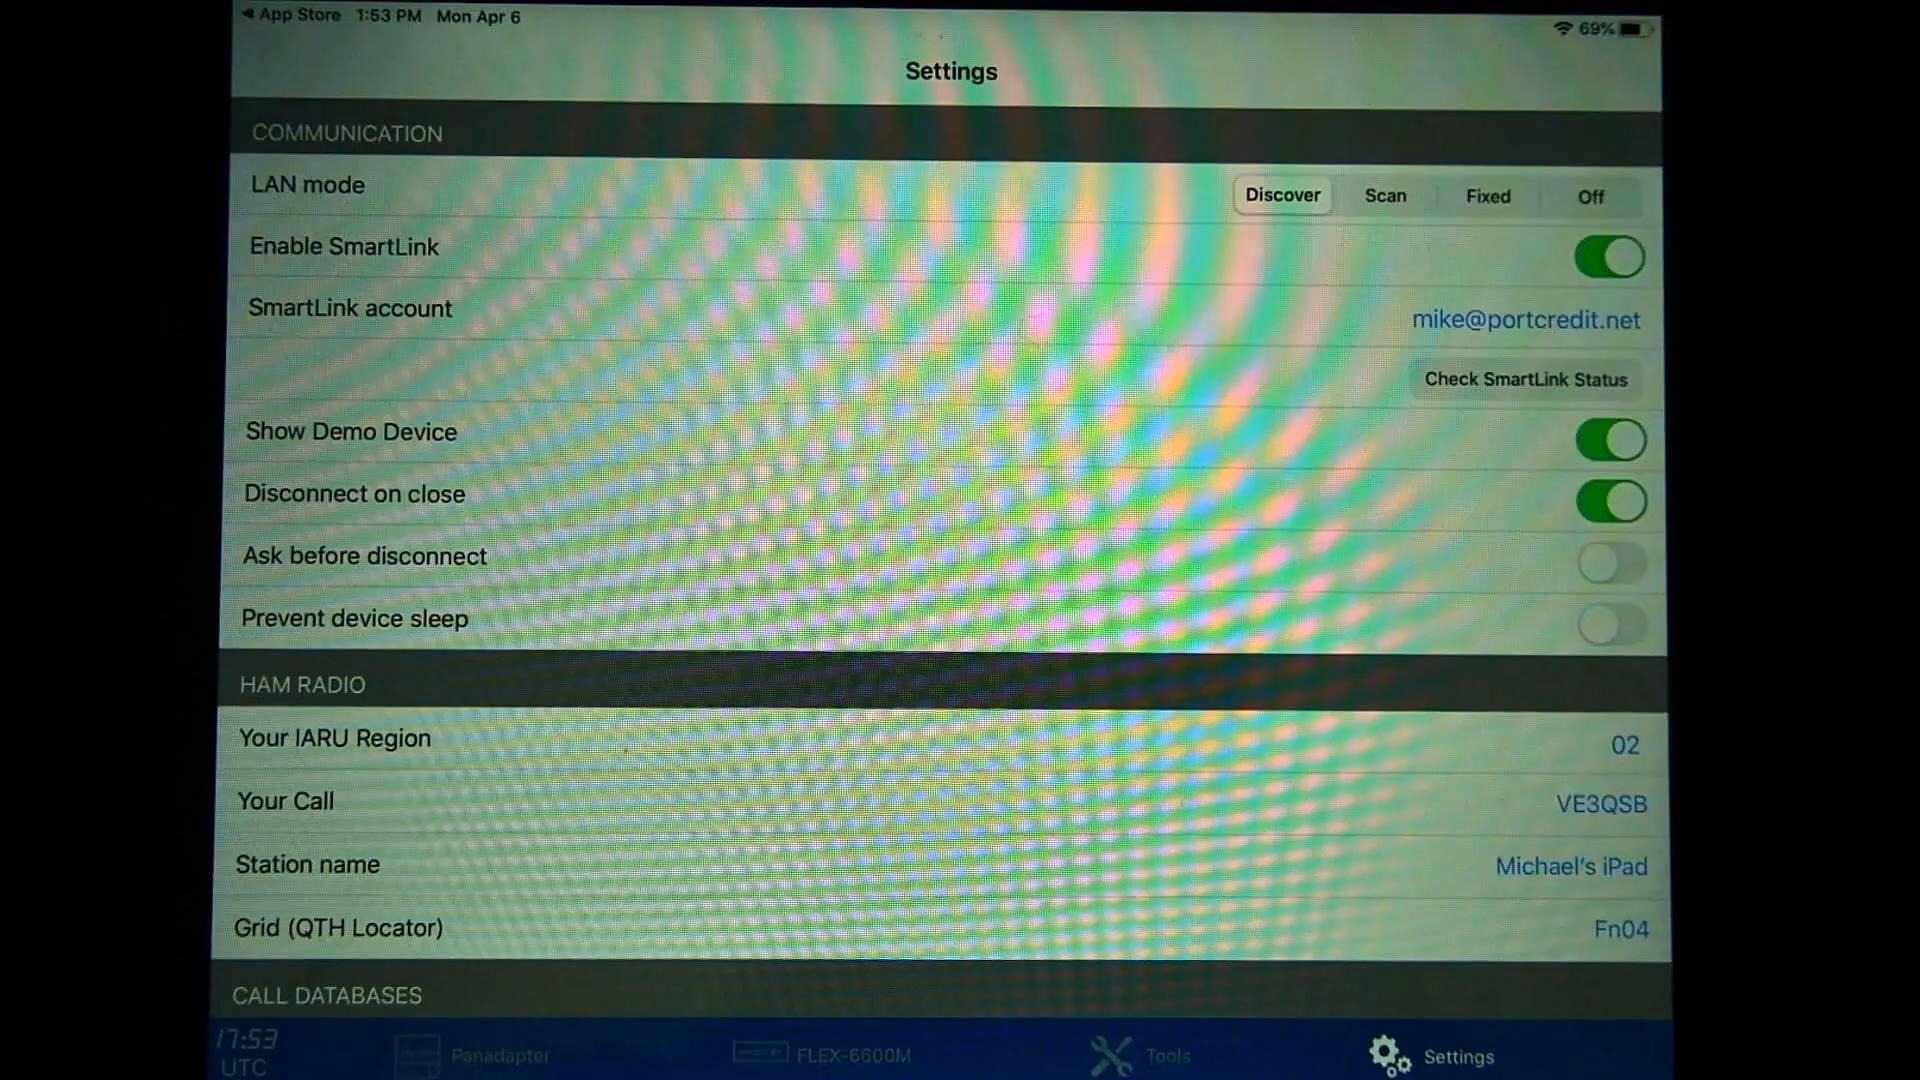 App Store 1:53 PM Mon Apr 6
69%
Settings
COMMUNICATION
LAN mode
Discover Scan Fixed Off
Enable SmartLink
SmartLink account
mike@portcredit.net
Check SmartLink Status
Show Demo Device
Disconnect on close
Ask before disconnect
Prevent device sleep
HAM RADIO
Your IARU Region
02
Your Call
VE3QSB
Station name
Michael's iPad
Grid (QTH Locator)
Fn04
CALL DATABASES
17:53
UTC
Panadapter
FLEX-6600M
Tools
Settings